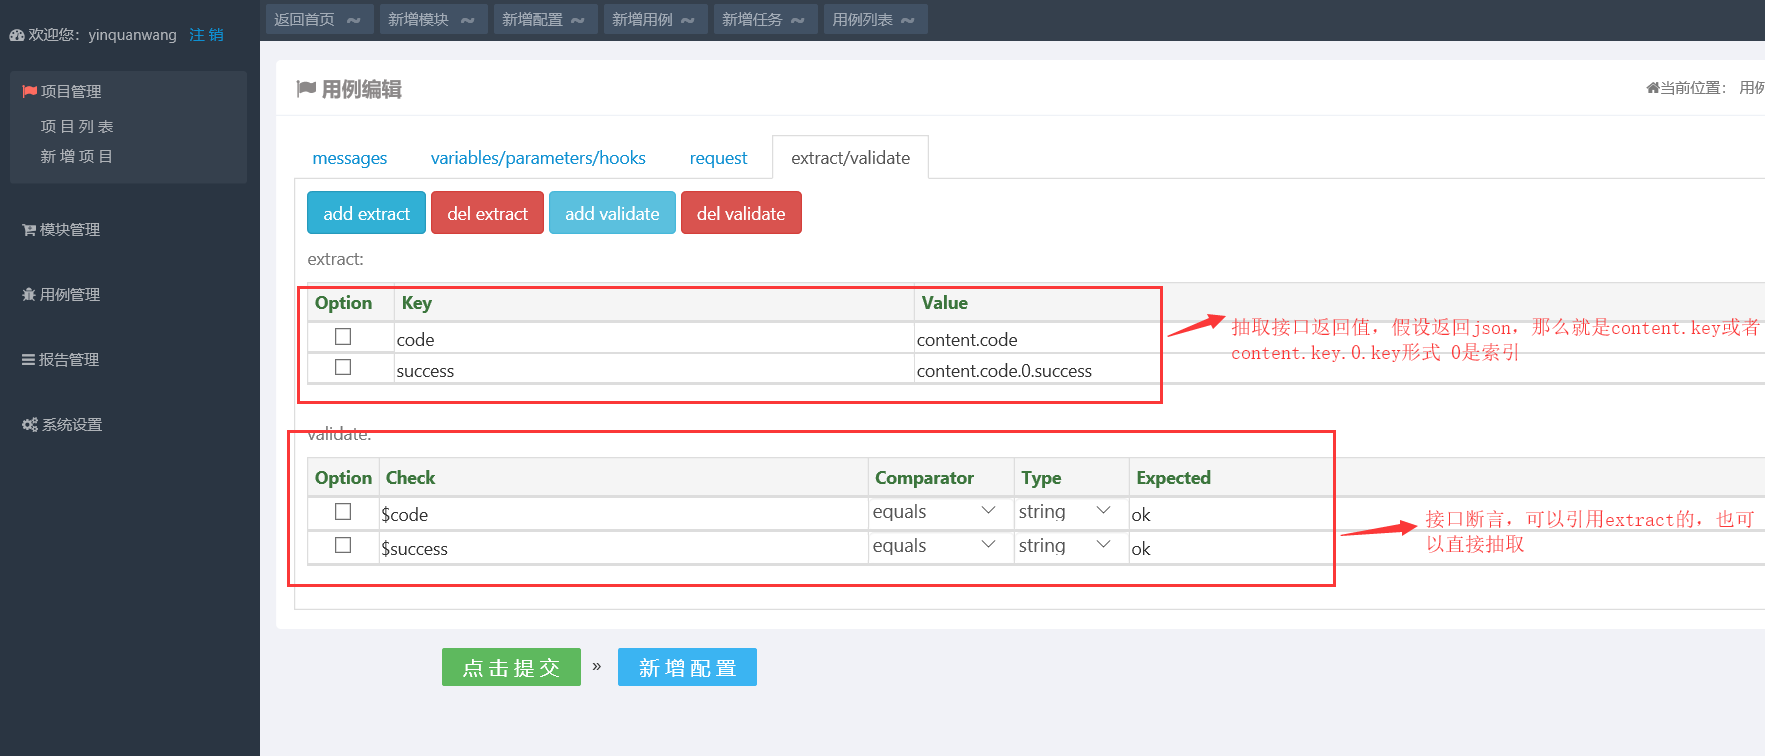 返回首页
新增模块
新增配置
新增用例
新增任务
用例列表
欢迎您：yinquanwang 注 销
项目管理
项 目 列 表
新 增 项 目
模块管理
用例管理
报告管理
系统设置
用例编辑
当前位置： 用例
messages
variables/parameters/hooks
request
extract/validate
add extract
del extract
add validate
del validate
extract:
Option Key Value
code content.code
success content.code.0.success
抽取接口返回值，假设返回json，那么就是content.key或者
content.key.0.key形式 0是索引
validate:
Option Check Comparator Type Expected
$code equals string ok
$success equals string ok
接口断言，可以引用extract的，也可
以直接抽取
点 击 提 交 » 新 增 配 置